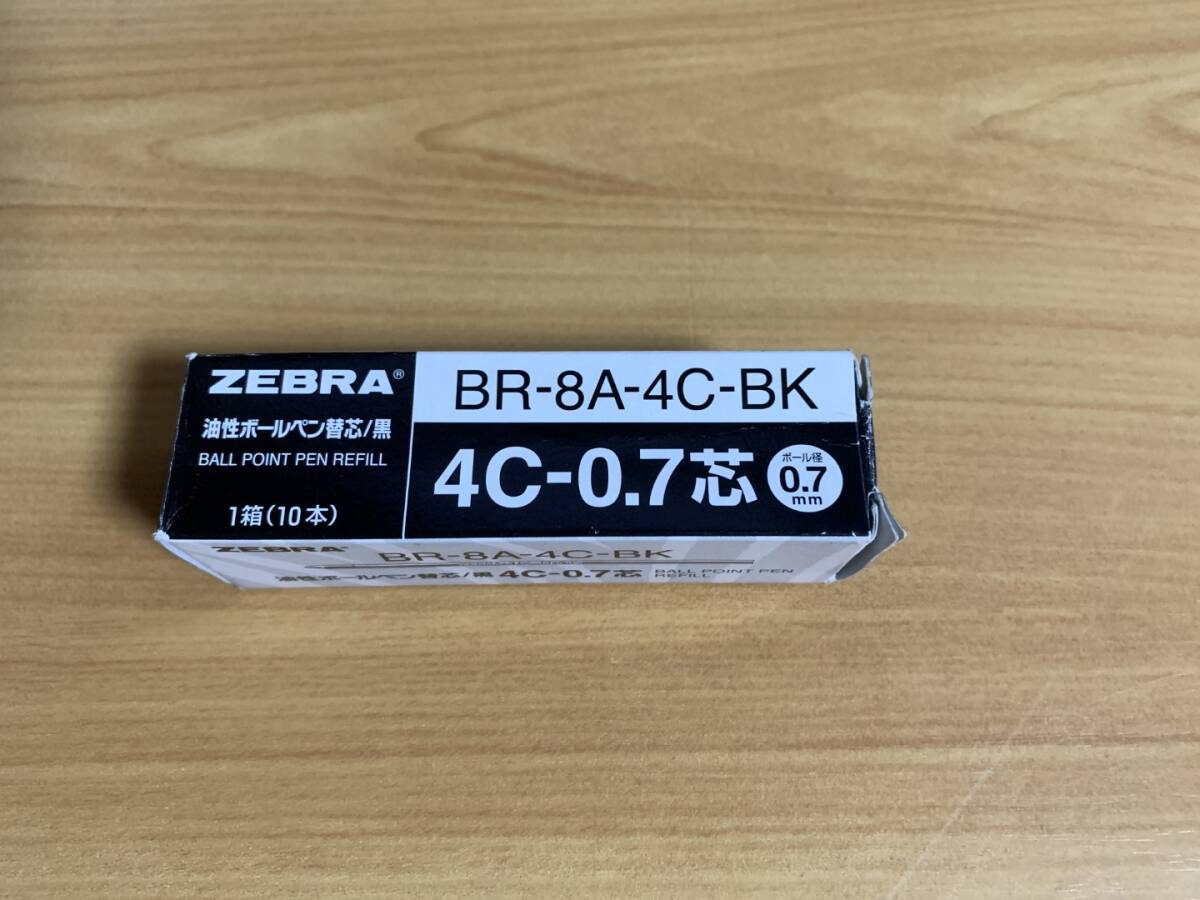 ZEBRA®
油性ボールペン替芯/黒
BALL POINT PEN REFILL
1箱(10本)
BR-8A-4C-BK
4C-0.7芯
ボール径
0.7
mm
ZEBRA
BR-8A-4C-BK
油性ボールペン替芯/黒 4C-0.7芯
BALL POINT PEN
REFILL